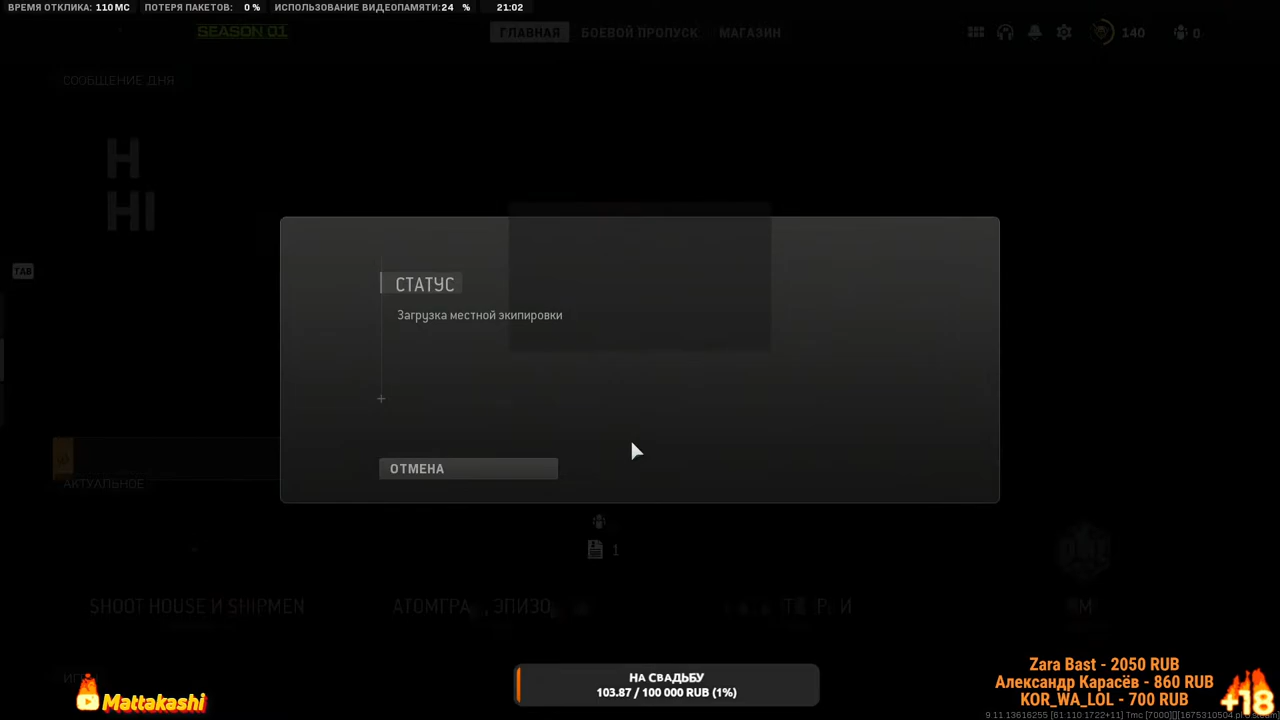 ВРЕМЯ ОТКЛИКА: 110 МС ПОТЕРЯ ПАКЕТОВ: 0 % ИСПОЛЬЗОВАНИЕ ВИДЕОПАМЯТИ: 24 % 21:02
SEASON 01 ГЛАВНАЯ БОЕВОЙ ПРОПУСК МАГАЗИН 140 0
СООБЩЕНИЕ ДНЯ
TAB
СТАТУС
Загрузка местной экипировки
ОТМЕНА
АКТУАЛЬНОЕ
1
SHOOT HOUSE И SHIPMEN
НА СВАДЬБУ
103.87 / 100 000 RUB (1%)
Mattakashi
Zara Bast - 2050 RUB
Александр Карасёв - 860 RUB
KOR_WA_LOL - 700 RUB
+18